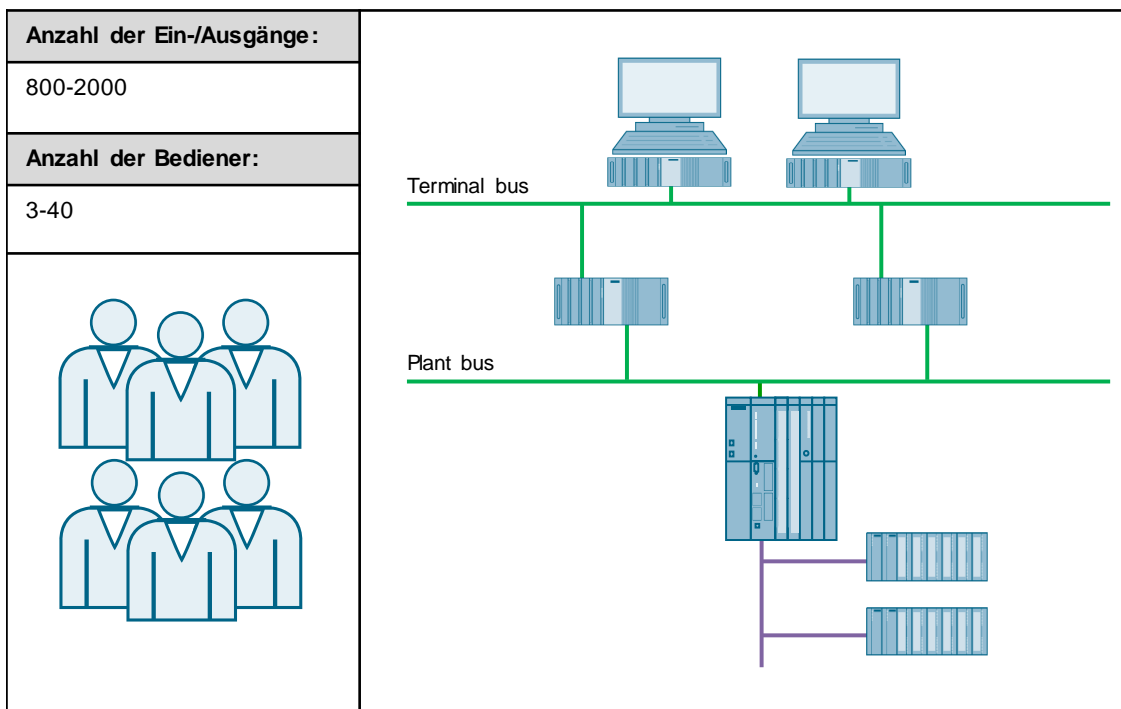 Anzahl der Ein-/Ausgänge:
800-2000
Anzahl der Bediener:
3-40
Terminal bus
Plant bus